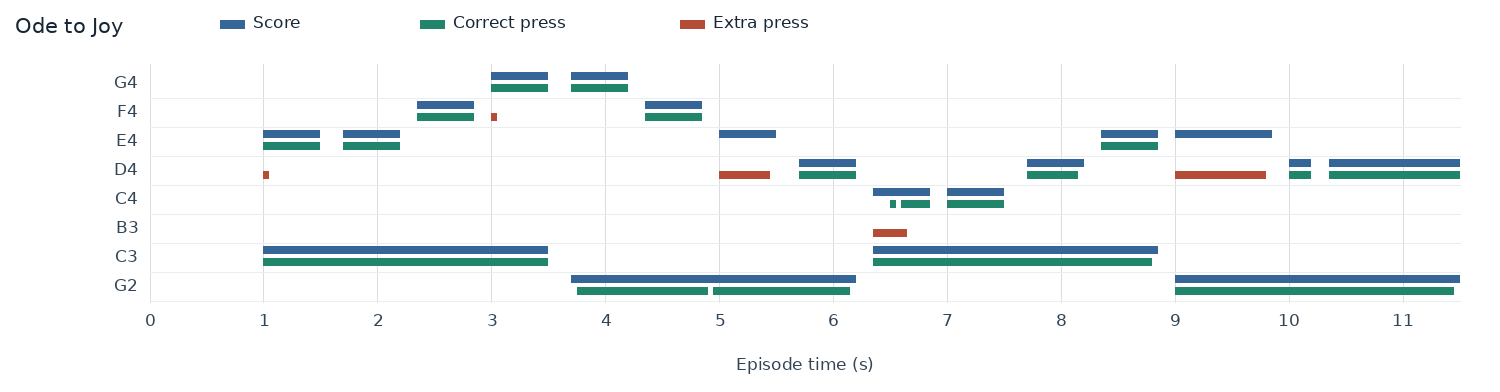 Ode to Joy
Score
Correct press
Extra press
G4
F4
E4
D4
C4
B3
C3
G2
0 1 2 3 4 5 6 7 8 9 10 11
Episode time (s)